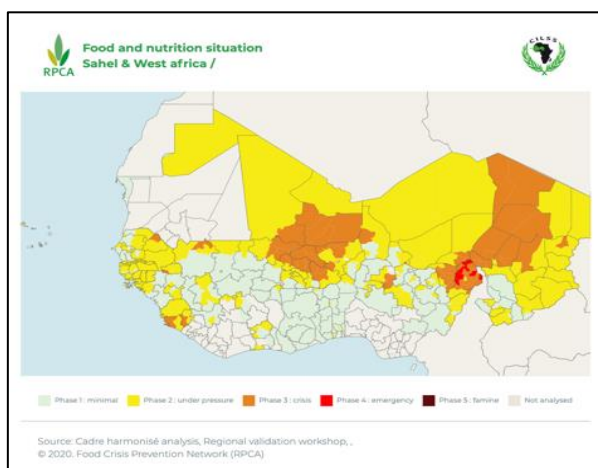 Food and nutrition situation
Sahel & West africa /
RPCA
CILSS
Phase 1 : minimal
Phase 2 : under pressure
Phase 3 : crisis
Phase 4 : emergency
Phase 5 : famine
Not analysed
Source: Cadre harmonisé analysis, Regional validation workshop, ,
© 2020. Food Crisis Prevention Network (RPCA)